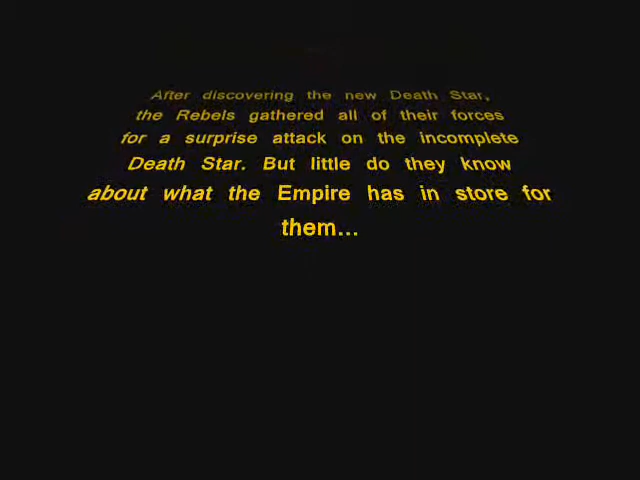 After discovering the new Death Star,
the Rebels gathered all of their forces
for a surprise attack on the incomplete
Death Star. But little do they know
about what the Empire has in store for
them...